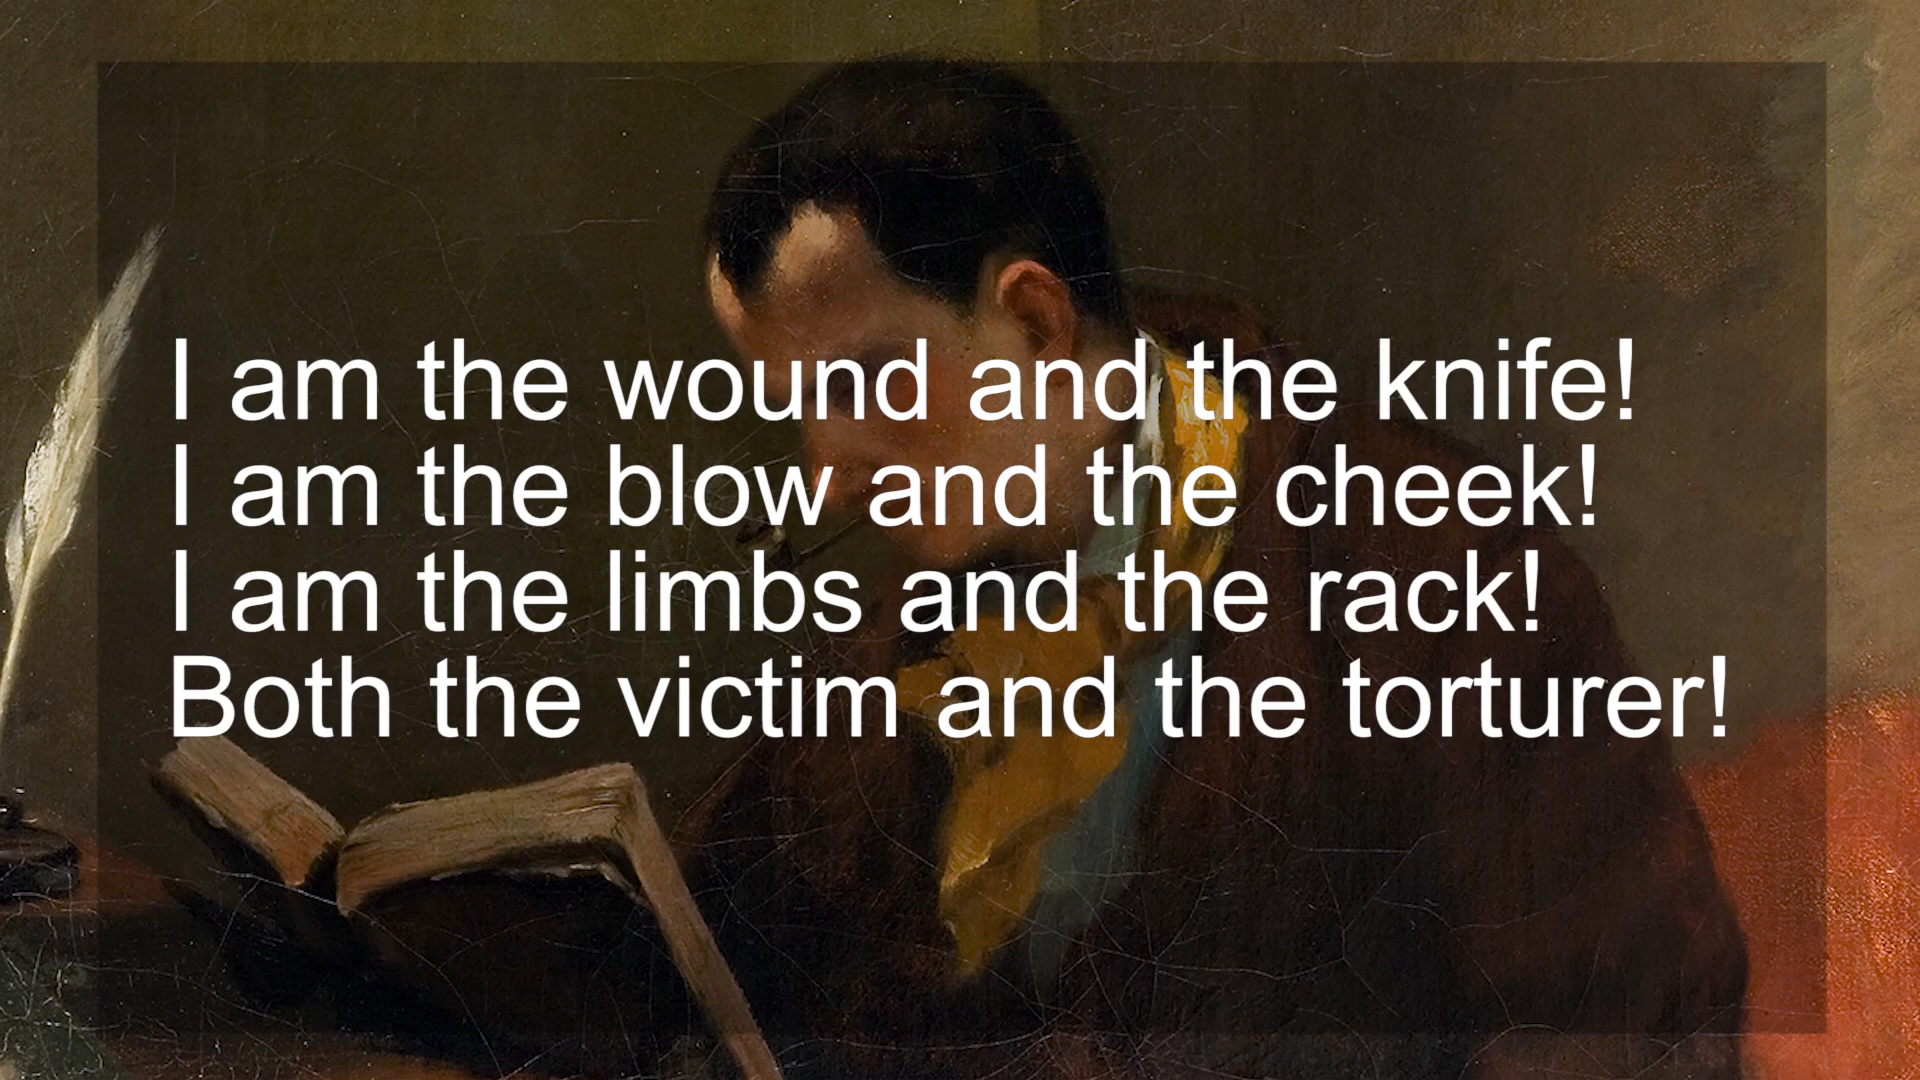 I am the wound and the knife!
I am the blow and the cheek!
I am the limbs and the rack!
Both the victim and the torturer!